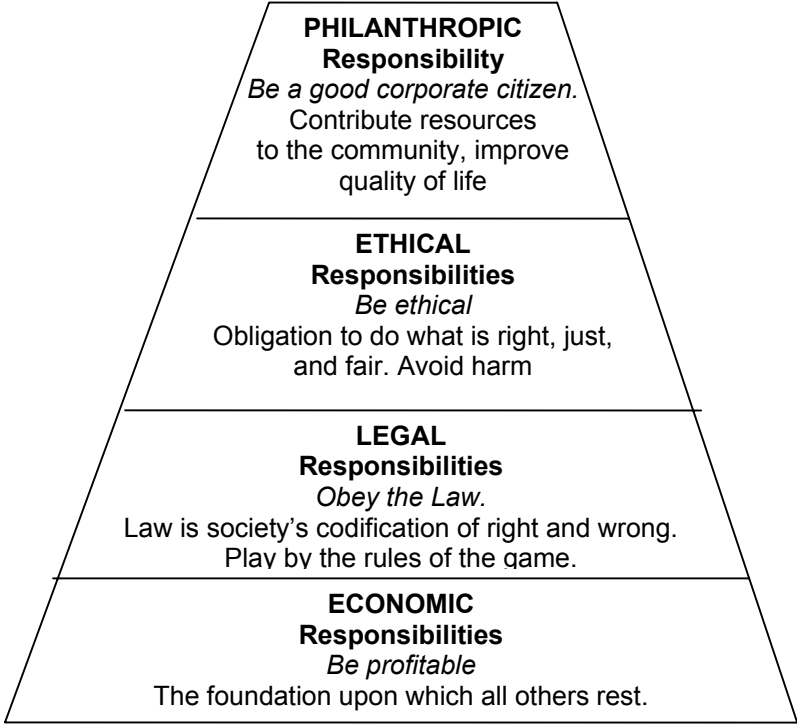 PHILANTHROPIC
Responsibility
Be a good corporate citizen.
Contribute resources
to the community, improve
quality of life
ETHICAL
Responsibilities
Be ethical
Obligation to do what is right, just,
and fair. Avoid harm
LEGAL
Responsibilities
Obey the Law.
Law is society’s codification of right and wrong.
Play by the rules of the game.
ECONOMIC
Responsibilities
Be profitable
The foundation upon which all others rest.